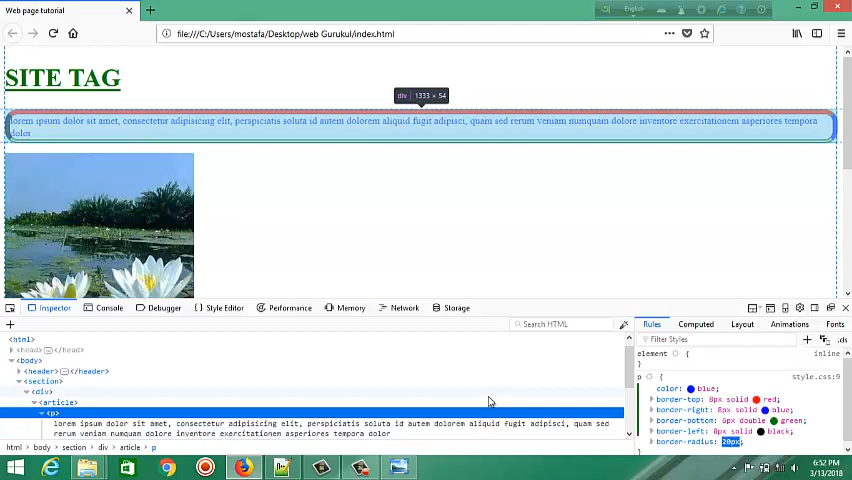 Web page tutorial
English
file:///C:/Users/mostafa/Desktop/web Gurukul/index.html
SITE TAG
div 1333 × 54
lorem ipsum dolor sit amet, consectetur adipisicing elit, perspiciatis soluta id autem dolorem aliquid fugit adipisci, quam sed rerum veniam numquam dolore inventore exercitationem asperiores tempora
dolor
Inspector Console Debugger Style Editor Performance Memory Network Storage
Search HTML
<html>
<head></head>
<body>
<header></header>
<section>
<div>
<article>
<p>
lorem ipsum dolor sit amet, consectetur adipisicing elit, perspiciatis soluta id autem dolorem aliquid fugit adipisci, quam sed
rerum veniam numquam dolore inventore exercitationem asperiores tempora dolor
html body section div article p
Rules Computed Layout Animations Fonts
Filter Styles .cls
element { inline
}
p { style.css:9
color: blue;
border-top: 8px solid red;
border-right: 8px solid blue;
border-bottom: 6px double green;
border-left: 8px solid black;
border-radius: 20px;
}
6:52 PM
3/13/2018